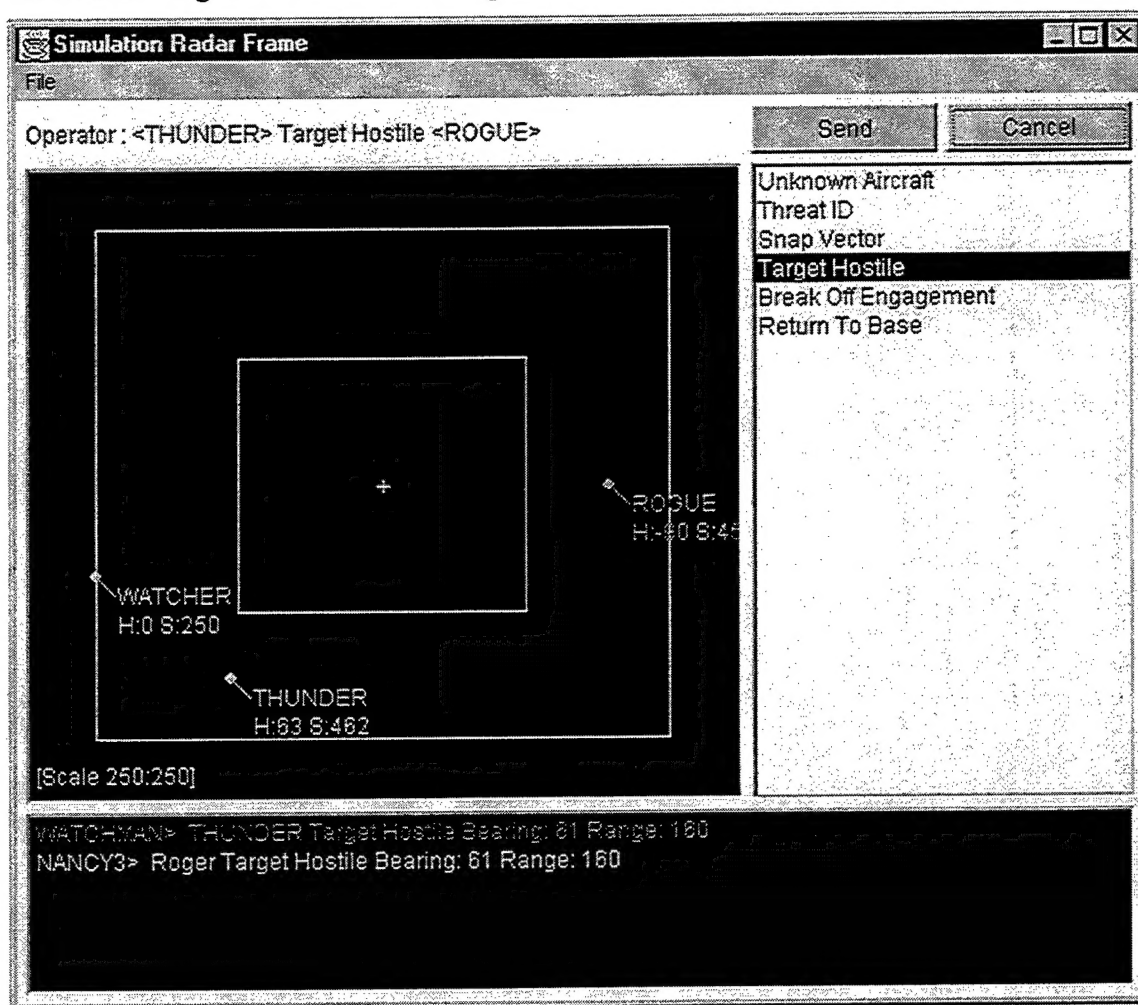 Simulation Radar Frame
File
Operator : <THUNDER> Target Hostile <ROGUE>
Send
Cancel
Unknown Aircraft
Threat ID
Snap Vector
Target Hostile
Break Off Engagement
Return To Base
ROGUE
H:-90 S:45
WATCHER
H:0 S:250
THUNDER
H:63 S:462
[Scale 250:250]
WATCHMAN> THUNDER Target Hostile Bearing: 61 Range: 160
NANCY3> Roger Target Hostile Bearing: 61 Range: 160